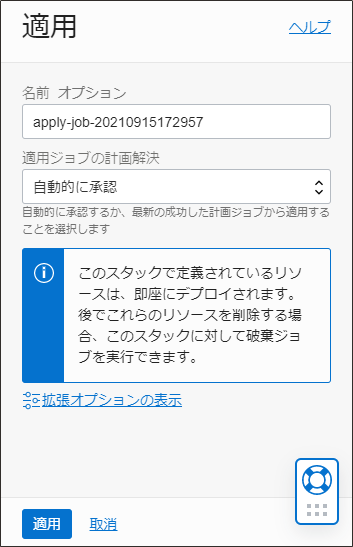 適用
ヘルプ
名前 オプション
apply-job-20210915172957
適用ジョブの計画解決
自動的に承認
自動的に承認するか、最新の成功した計画ジョブから適用する
ことを選択します
このスタックで定義されているリソ
ースは、即座にデプロイされます。
後でこれらのリソースを削除する場
合、このスタックに対して破棄ジョ
ブを実行できます。
拡張オプションの表示
適用
取消